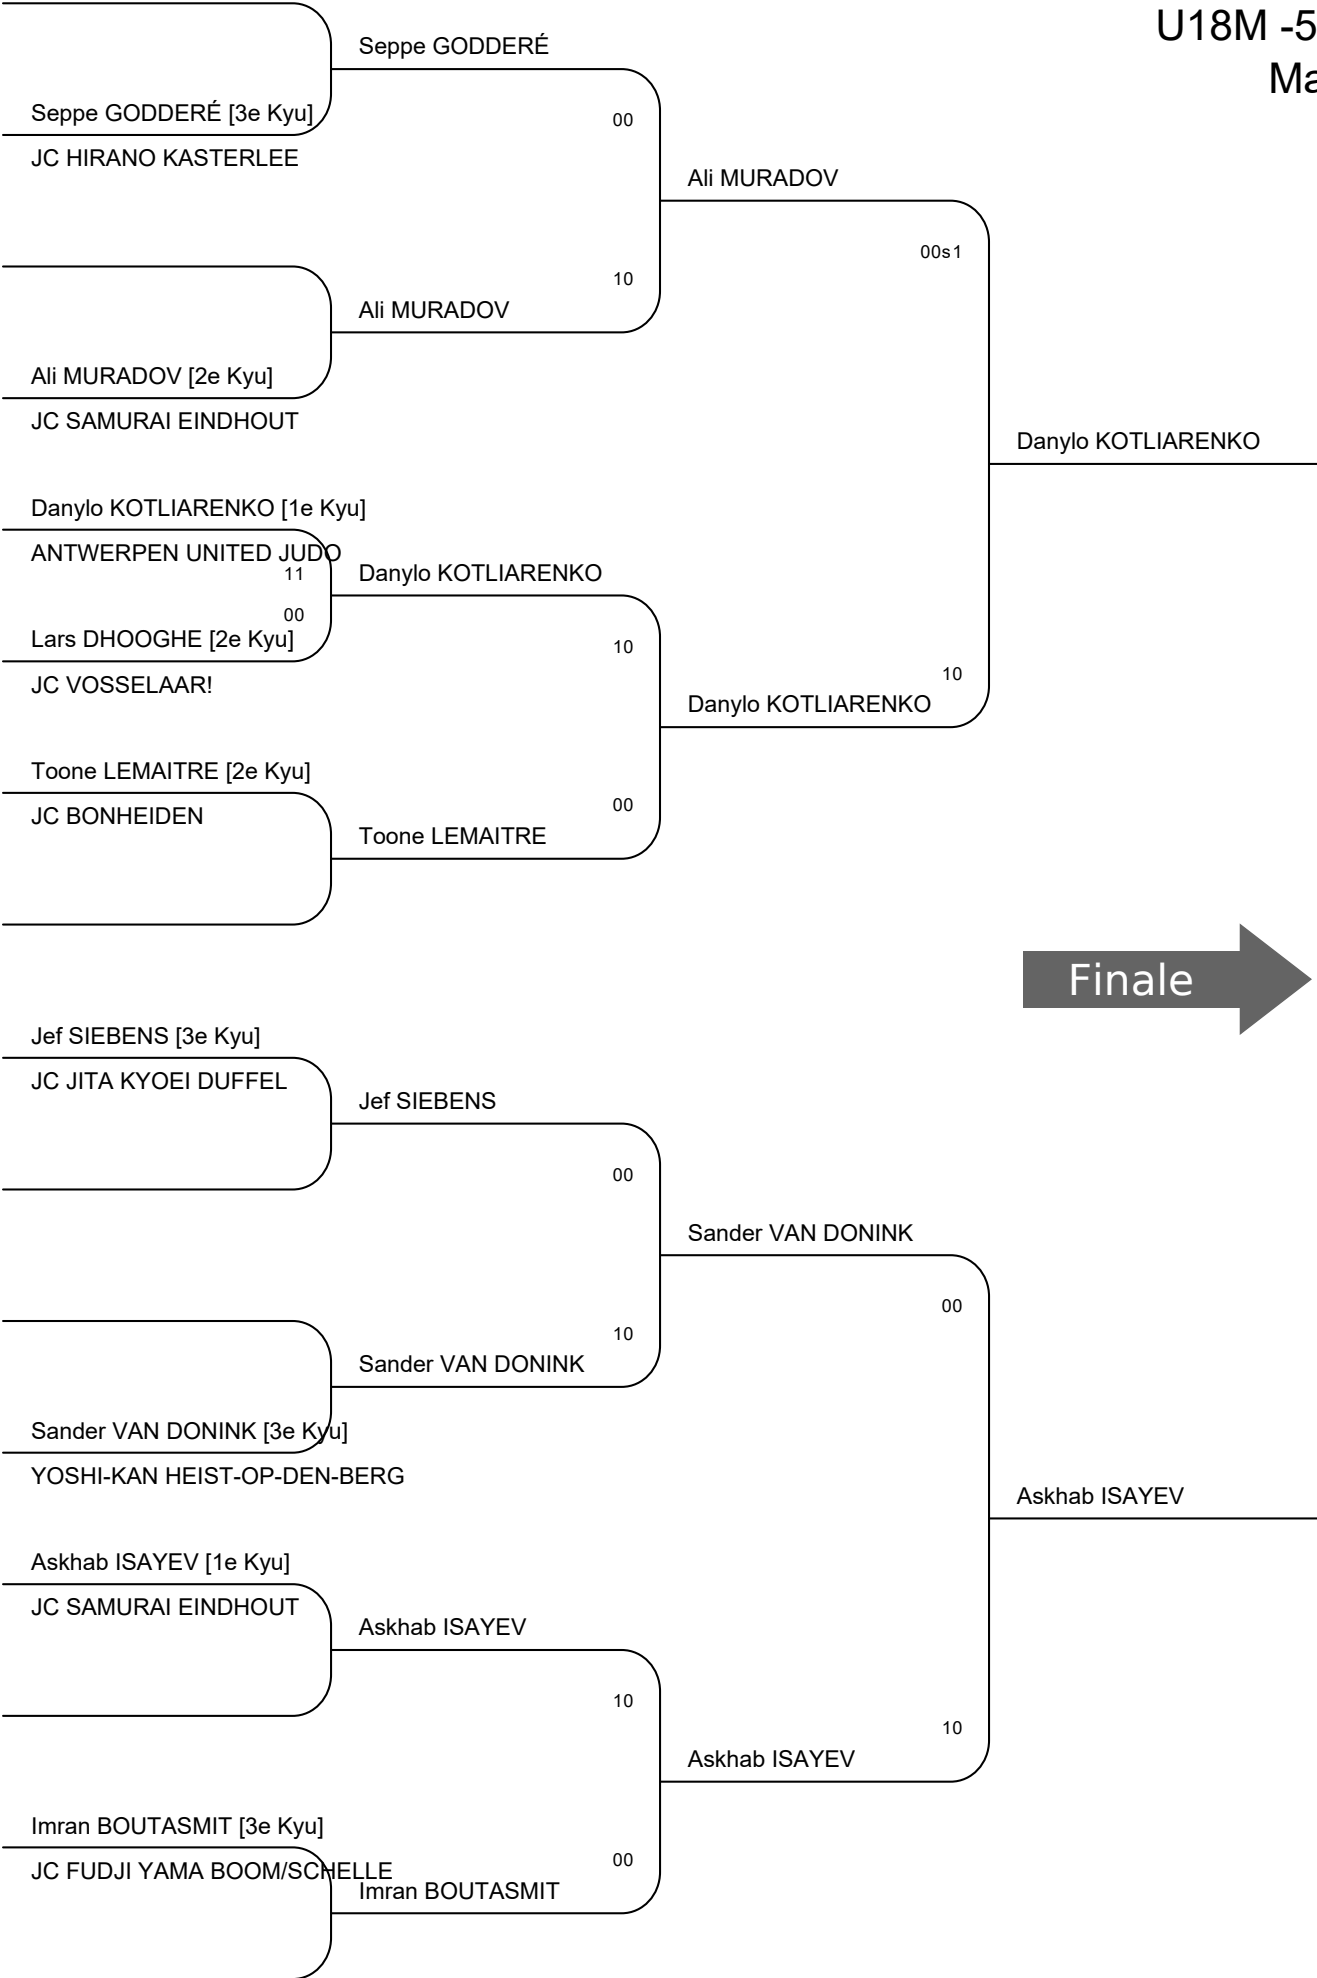 U18M -5
Ma
Seppe GODDERÉ
Seppe GODDERÉ [3e Kyu]
00
JC HIRANO KASTERLEE
Ali MURADOV
00s1
10
Ali MURADOV
Ali MURADOV [2e Kyu]
JC SAMURAI EINDHOUT
Danylo KOTLIARENKO
Danylo KOTLIARENKO [1e Kyu]
ANTWERPEN UNITED JUDO
11
Danylo KOTLIARENKO
00
Lars DHOOGHE [2e Kyu]
10
JC VOSSELAAR!
10
Danylo KOTLIARENKO
Toone LEMAITRE [2e Kyu]
JC BONHEIDEN
00
Toone LEMAITRE
Finale
Jef SIEBENS [3e Kyu]
JC JITA KYOEI DUFFEL
Jef SIEBENS
00
Sander VAN DONINK
00
10
Sander VAN DONINK
Sander VAN DONINK [3e Kyu]
YOSHI-KAN HEIST-OP-DEN-BERG
Askhab ISAYEV
Askhab ISAYEV [1e Kyu]
JC SAMURAI EINDHOUT
Askhab ISAYEV
10
10
Askhab ISAYEV
Imran BOUTASMIT [3e Kyu]
00
JC FUDJI YAMA BOOM/SCHELLE
Imran BOUTASMIT